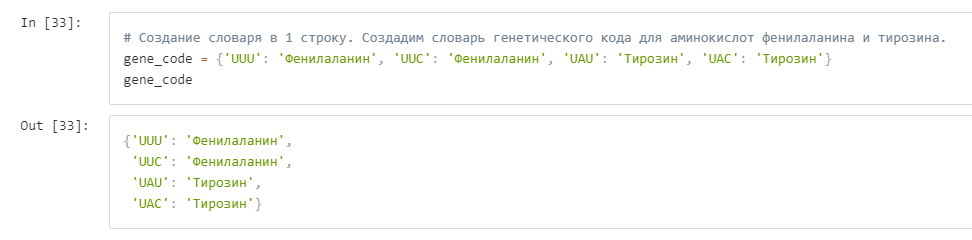 In [33]:
# Создание словаря в 1 строку. Создадим словарь генетического кода для аминокислот фенилаланина и тирозина.
gene_code = {'UUU': 'Фенилаланин', 'UUC': 'Фенилаланин', 'UAU': 'Тирозин', 'UAC': 'Тирозин'}
gene_code
Out [33]:
{'UUU': 'Фенилаланин',
'UUC': 'Фенилаланин',
'UAU': 'Тирозин',
'UAC': 'Тирозин'}